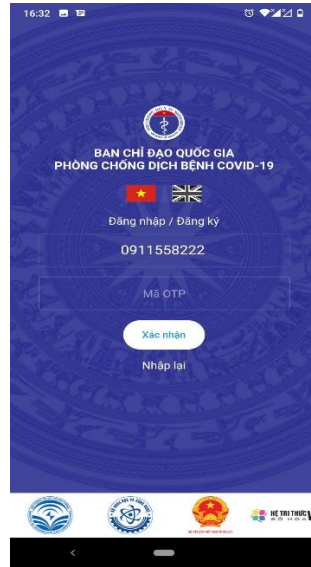 16:32
BAN CHỈ ĐẠO QUỐC GIA
PHÒNG CHỐNG DỊCH BỆNH COVID-19
Đăng nhập / Đăng ký
0911558222
Mã OTP
Xác nhận
Nhập lại
HỆ TRI THỨC